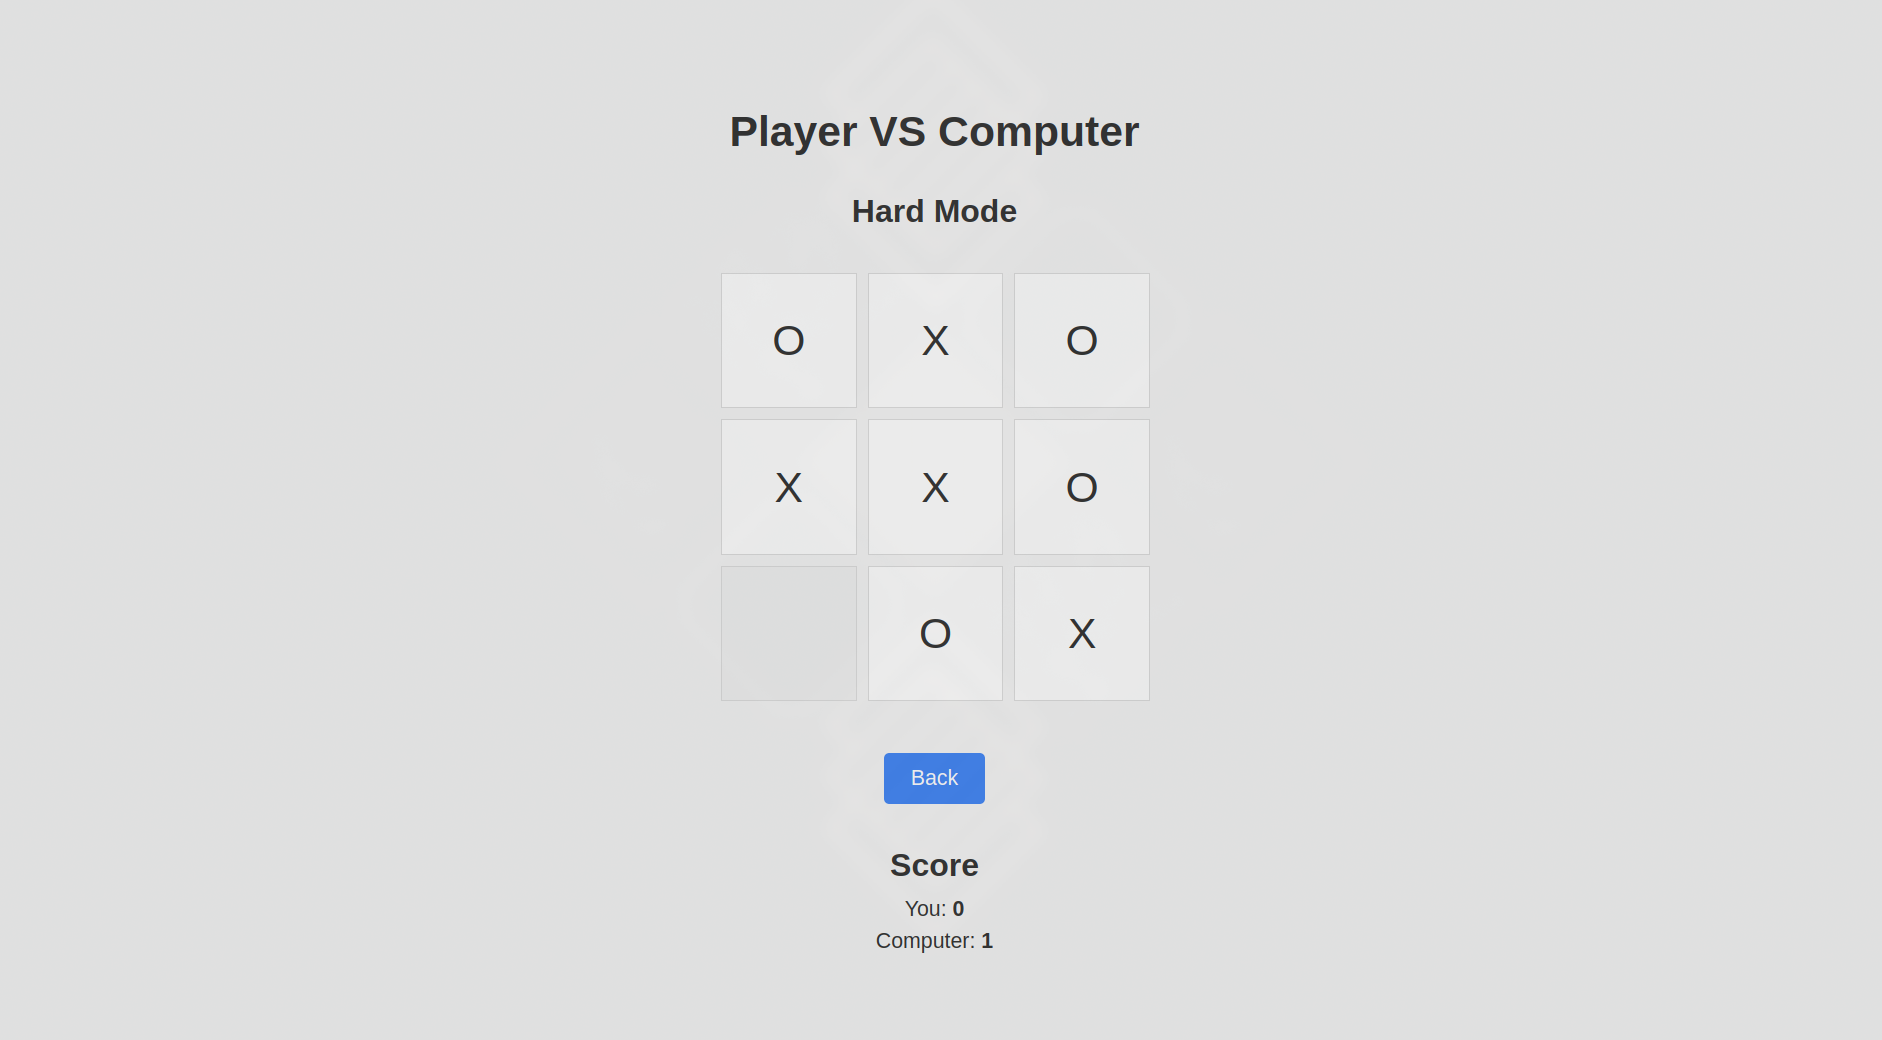 Player VS Computer
Hard Mode
O X O
X X O
O X
Back
Score
You: 0
Computer: 1